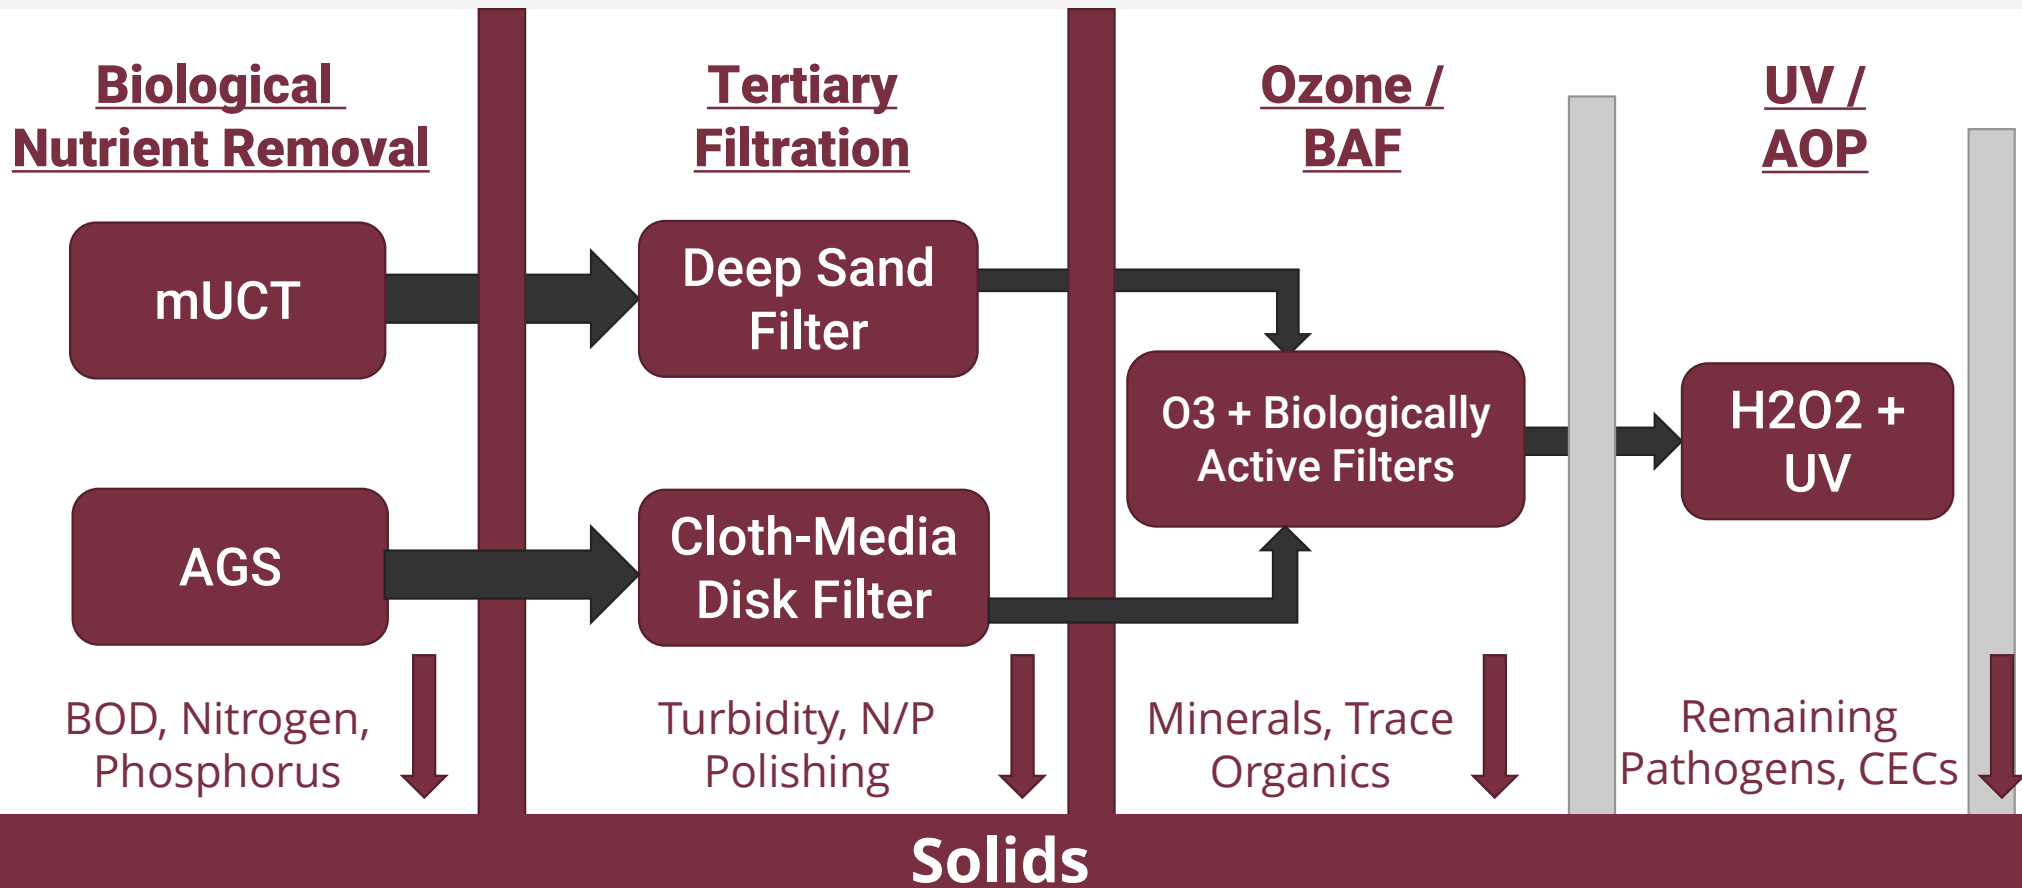 Biological
Nutrient Removal
Tertiary
Filtration
Ozone /
BAF
UV /
AOP
mUCT
Deep Sand
Filter
O3 + Biologically
Active Filters
H2O2 +
UV
AGS
Cloth-Media
Disk Filter
BOD, Nitrogen,
Phosphorus
Turbidity, N/P
Polishing
Minerals, Trace
Organics
Remaining
Pathogens, CECs
Solids